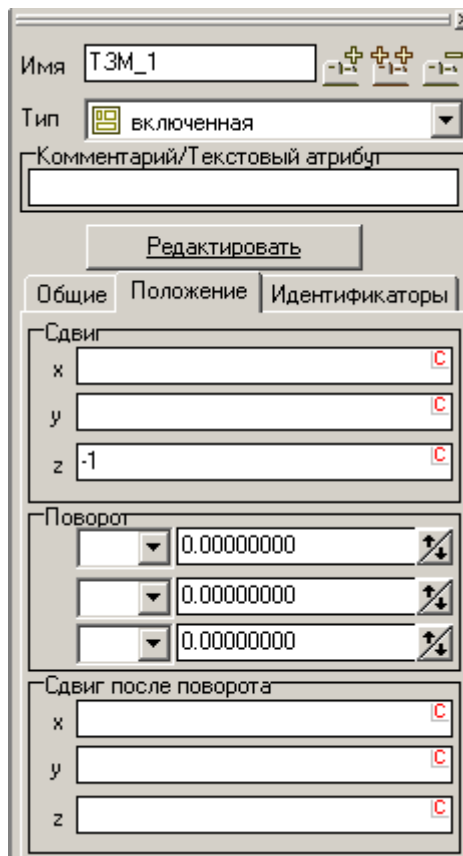 Имя ТЗМ_1
Тип включенная
Комментарий/Текстовый атрибут
Редактировать
Общие Положение Идентификаторы
Сдвиг
x C
y C
z -1 C
Поворот
0.00000000
0.00000000
0.00000000
Сдвиг после поворота
x C
y C
z C